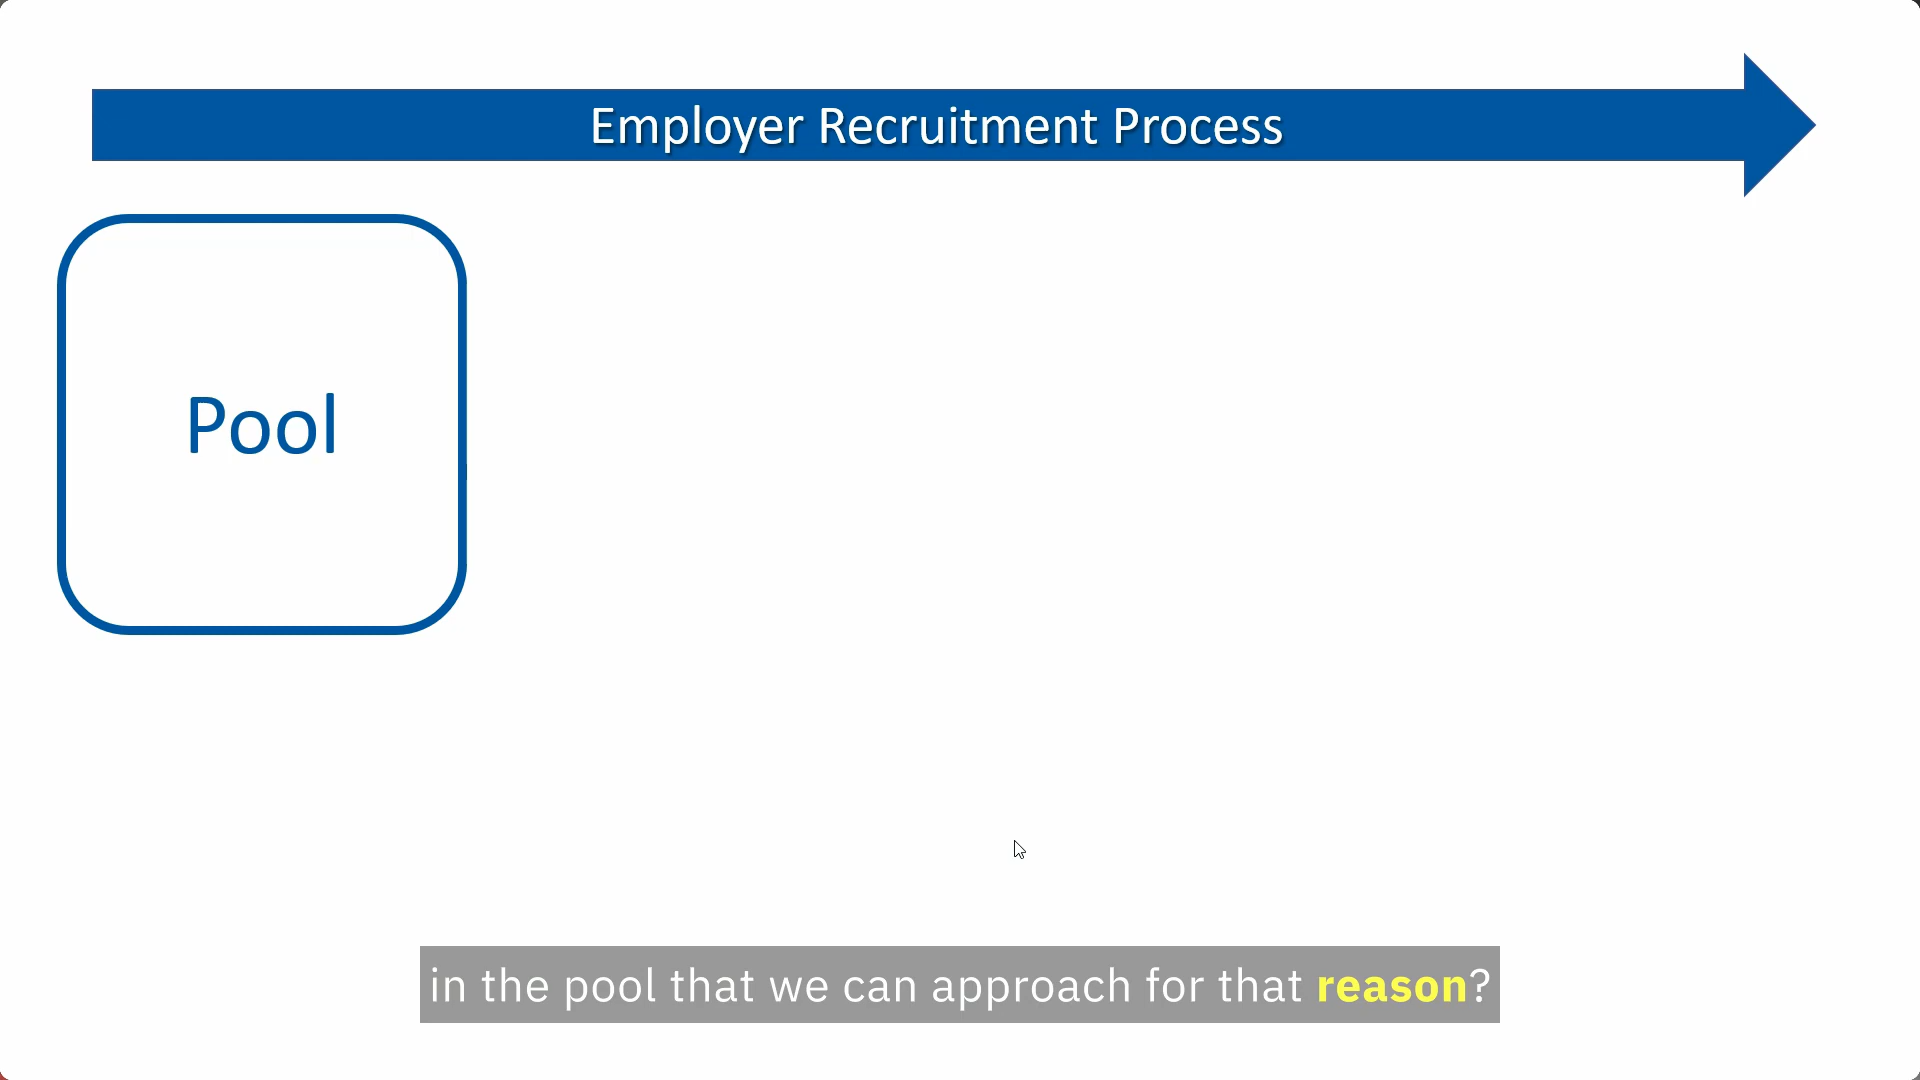 Employer Recruitment Process
Pool
in the pool that we can approach for that reason?